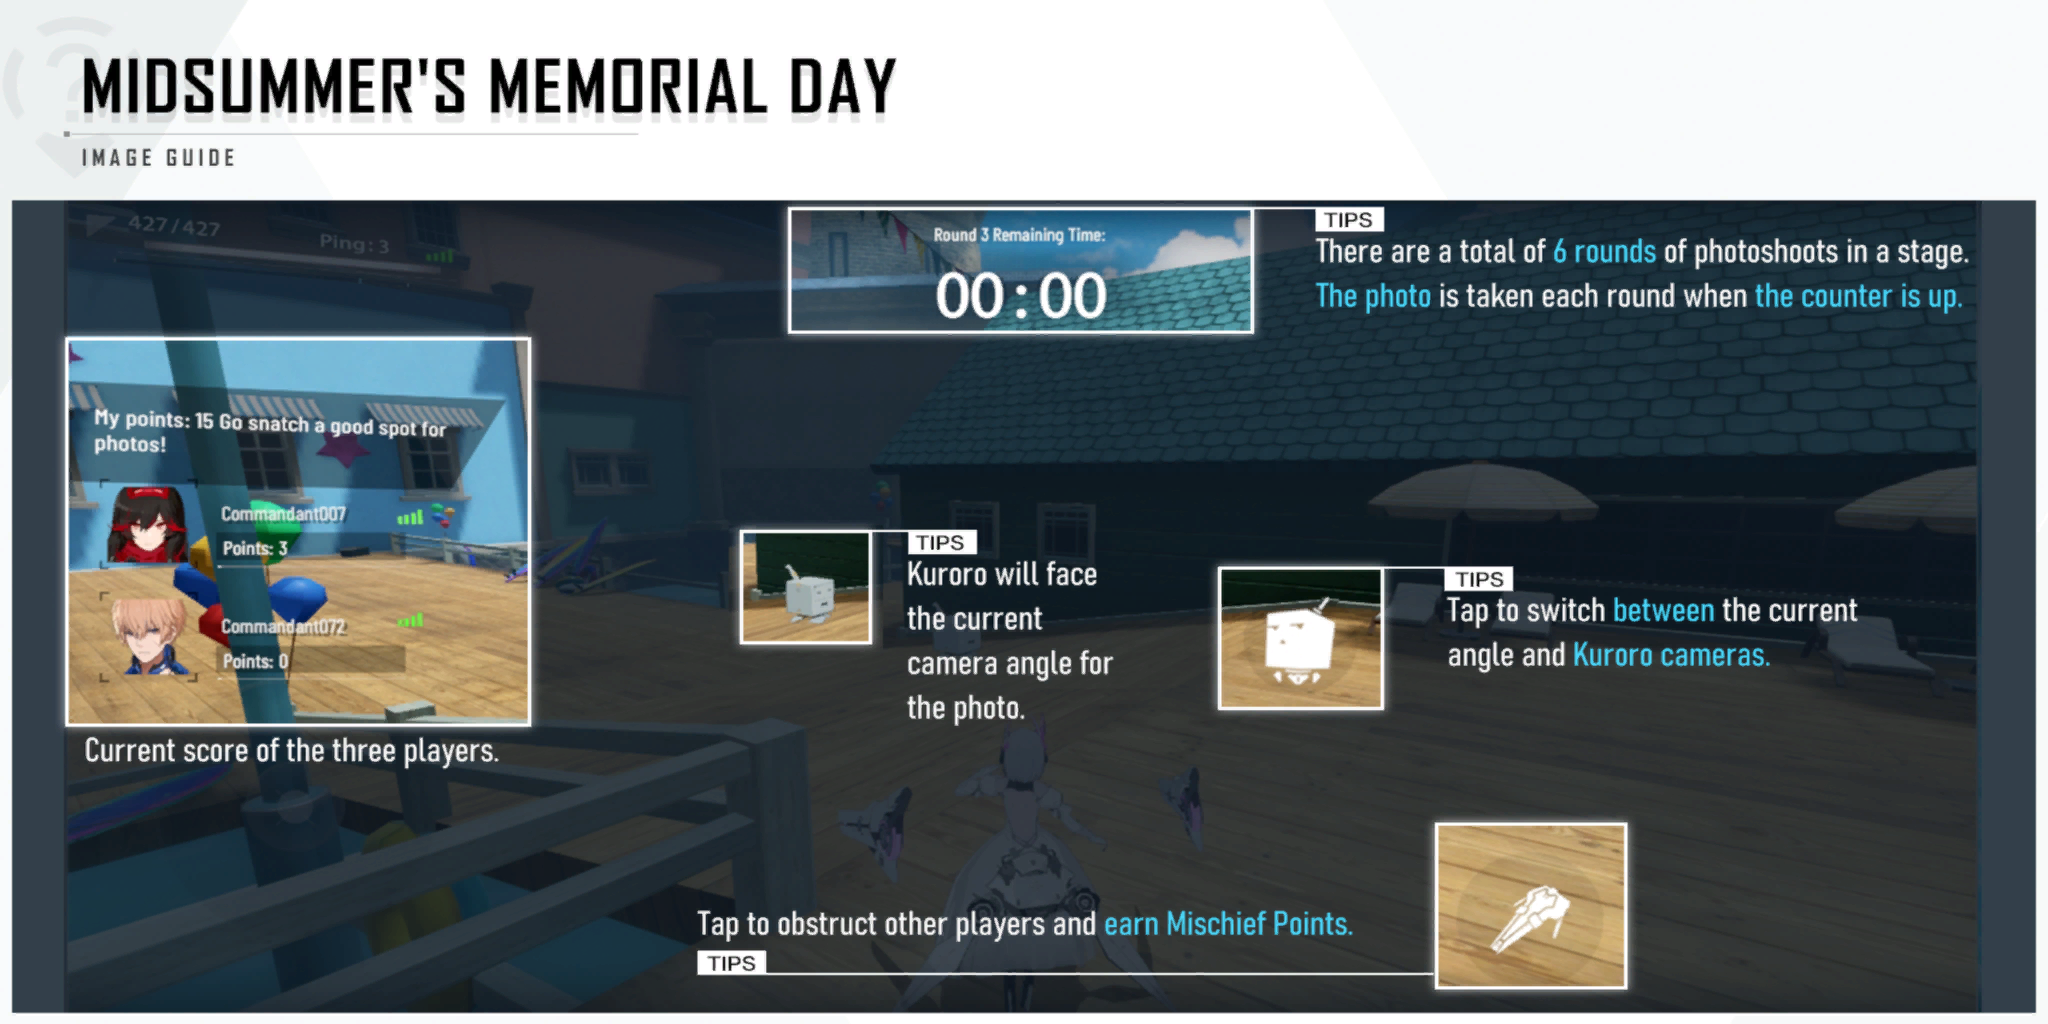 MIDSUMMER'S MEMORIAL DAY
IMAGE GUIDE
427/427
Ping: 3
Round 3 Remaining Time:
00:00
TIPS
There are a total of 6 rounds of photoshoots in a stage.
The photo is taken each round when the counter is up.
My points: 15 Go snatch a good spot for
photos!
Commandant007
Points: 3
Commandant072
Points: 0
Current score of the three players.
TIPS
Kuroro will face
the current
camera angle for
the photo.
TIPS
Tap to switch between the current
angle and Kuroro cameras.
Tap to obstruct other players and earn Mischief Points.
TIPS